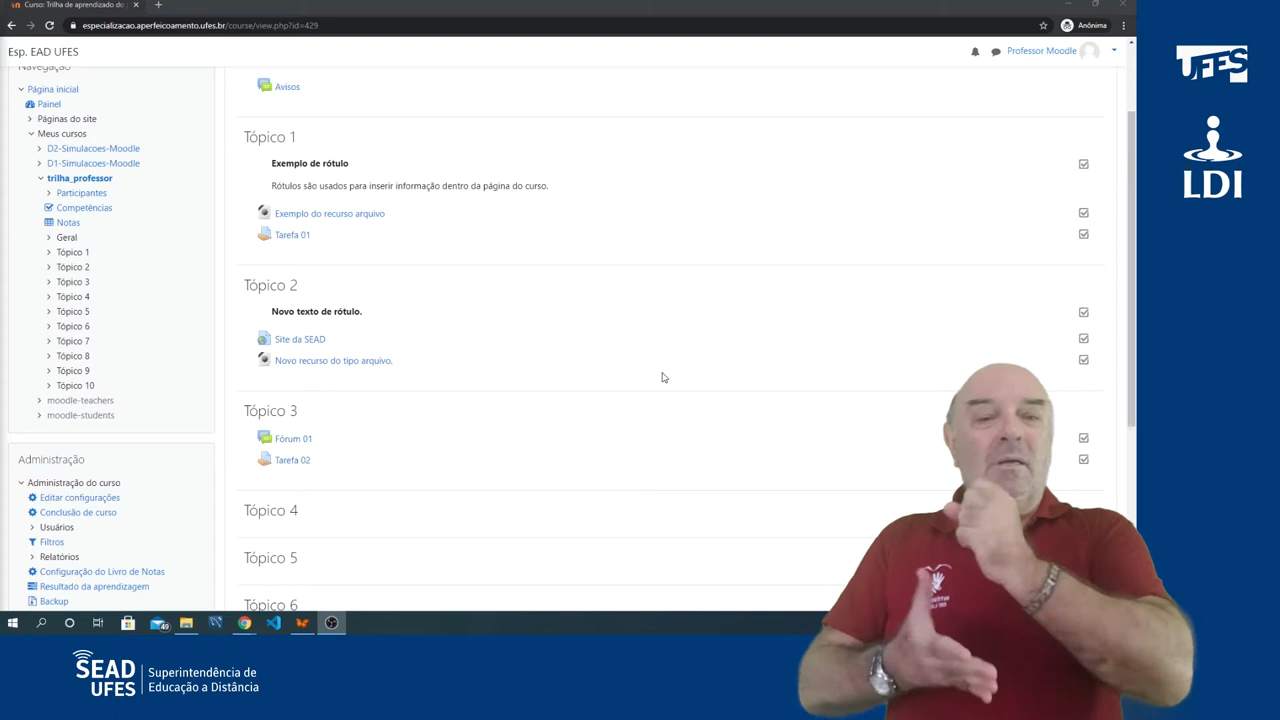 Curso: Trilha de aprendizado do
especializacao.aperfeicoamento.ufes.br/course/view.php?id=429
Anônima
Esp. EAD UFES
Professor Moodle
Navegação
Página inicial
Painel
Páginas do site
Meus cursos
D2-Simulacoes-Moodle
D1-Simulacoes-Moodle
trilha_professor
Participantes
Competências
Notas
Geral
Tópico 1
Tópico 2
Tópico 3
Tópico 4
Tópico 5
Tópico 6
Tópico 7
Tópico 8
Tópico 9
Tópico 10
moodle-teachers
moodle-students
Administração
Administração do curso
Editar configurações
Conclusão de curso
Usuários
Filtros
Relatórios
Configuração do Livro de Notas
Resultado da aprendizagem
Backup
Avisos
Tópico 1
Exemplo de rótulo
Rótulos são usados para inserir informação dentro da página do curso.
Exemplo do recurso arquivo
Tarefa 01
Tópico 2
Novo texto de rótulo.
Site da SEAD
Novo recurso do tipo arquivo.
Tópico 3
Fórum 01
Tarefa 02
Tópico 4
Tópico 5
Tópico 6
49
UFES
LDI
SEAD
UFES
Superintendência de
Educação a Distância